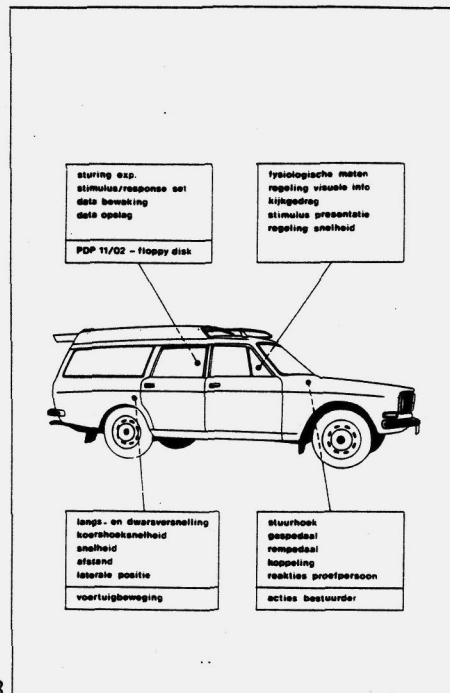 sturing exp.
stimulus/response set
data bewaking
data opslag
PDP 11/02 - floppy disk
fysiologische maten
regeling visuele info
kijkgedrag
stimulus presentatie
regeling snelheid
langs- en dwarsversnelling
koershoeksnelheid
snelheid
afstand
laterale positie
voertuigbeweging
stuurhoek
gaspedaal
rempedaal
koppeling
reakties proefpersoon
acties bestuurder